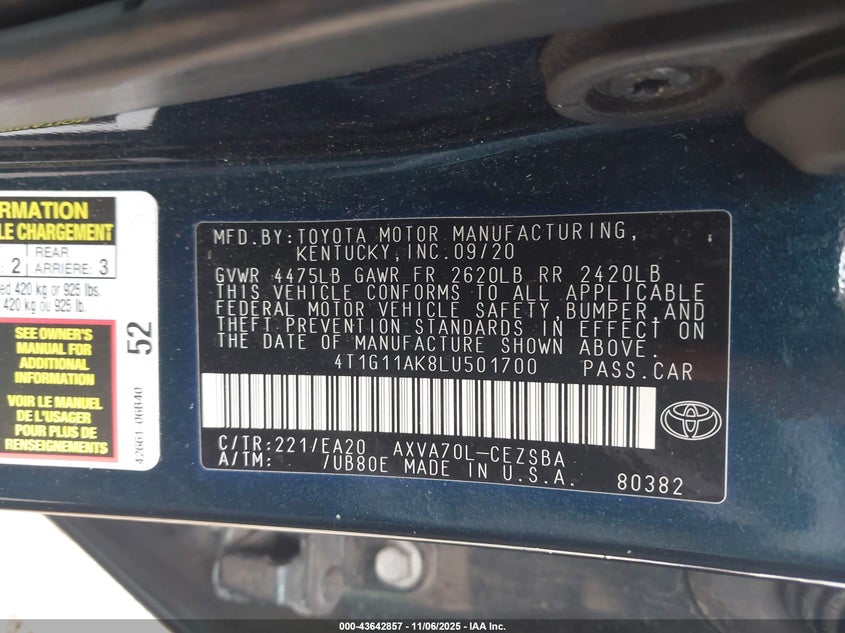 RMATION
LE CHARGEMENT
2 REAR ARRIÈRE: 3
ed 420 kg or 925 lbs.
420 kg ou 925 lb.
SEE OWNER'S
MANUAL FOR
ADDITIONAL
INFORMATION
VOIR LE MANUEL
DE L'USAGER
POUR PLUS DE
RENSEIGNEMENTS
52
42661-06B40
MFD.BY:TOYOTA MOTOR MANUFACTURING,
KENTUCKY,INC.09/20
GVWR 4475LB GAWR FR 2620LB RR 2420LB
THIS VEHICLE CONFORMS TO ALL APPLICABLE
FEDERAL MOTOR VEHICLE SAFETY,BUMPER,AND
THEFT PREVENTION STANDARDS IN EFFECT ON
THE DATE OF MANUFACTURE SHOWN ABOVE.
4T1G11AK8LU501700 PASS.CAR
C/TR:221/EA20 AXVA70L-CEZSBA
A/TM: /UB80E MADE IN U.S.A.
80382
000-43642857 - 11/06/2025 - IAA Inc.